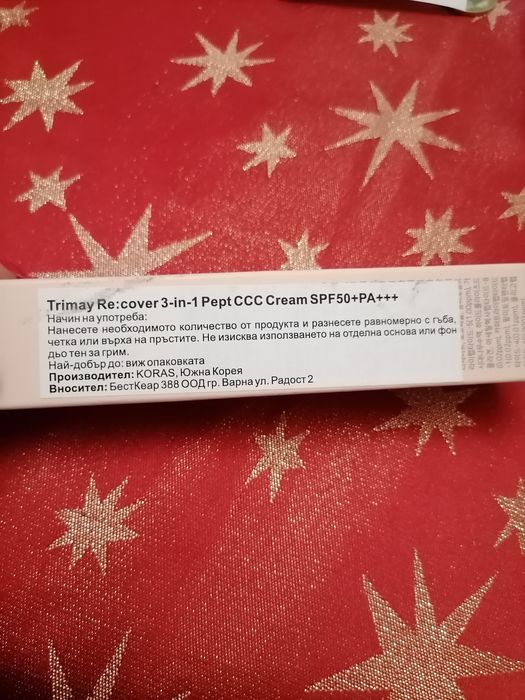 Trimay Re:cover 3-in-1 Pept CCC Cream SPF50+PA+++
Начин на употреба:
Нанесете необходимото количество от продукта и разнесете равномерно с гъба,
четка или върха на пръстите. Не изисква използването на отделна основа или фон
дьо тен за грим.
Най-добър до: виж опаковката
Производител: KORAS, Южна Корея
Вносител: БестКеар 388 ООД гр. Варна ул. Радост 2